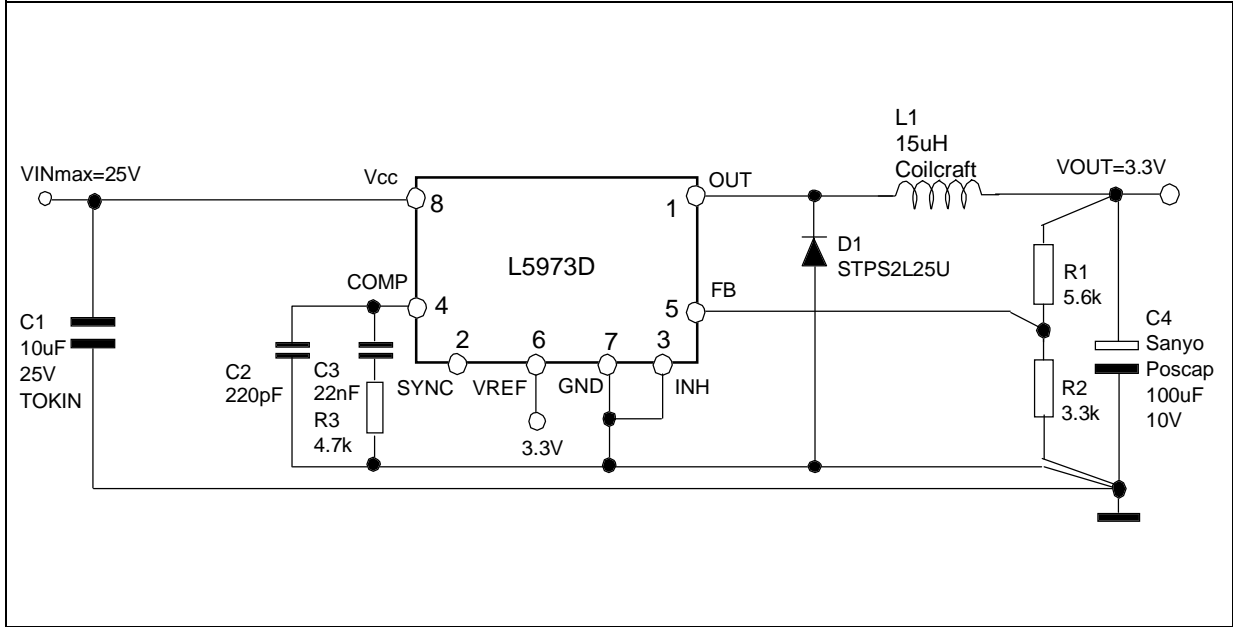 L1
15uH
Coilcraft
VINmax=25V
Vcc
OUT
VOUT=3.3V
8
1
L5973D
D1
STPS2L25U
COMP
4
5
FB
R1
5.6k
C1
10uF
25V
TOKIN
2
6
7
3
C4
Sanyo
Poscap
100uF
10V
C2
220pF
C3
22nF
SYNC
VREF
GND
INH
R3
4.7k
3.3V
R2
3.3k